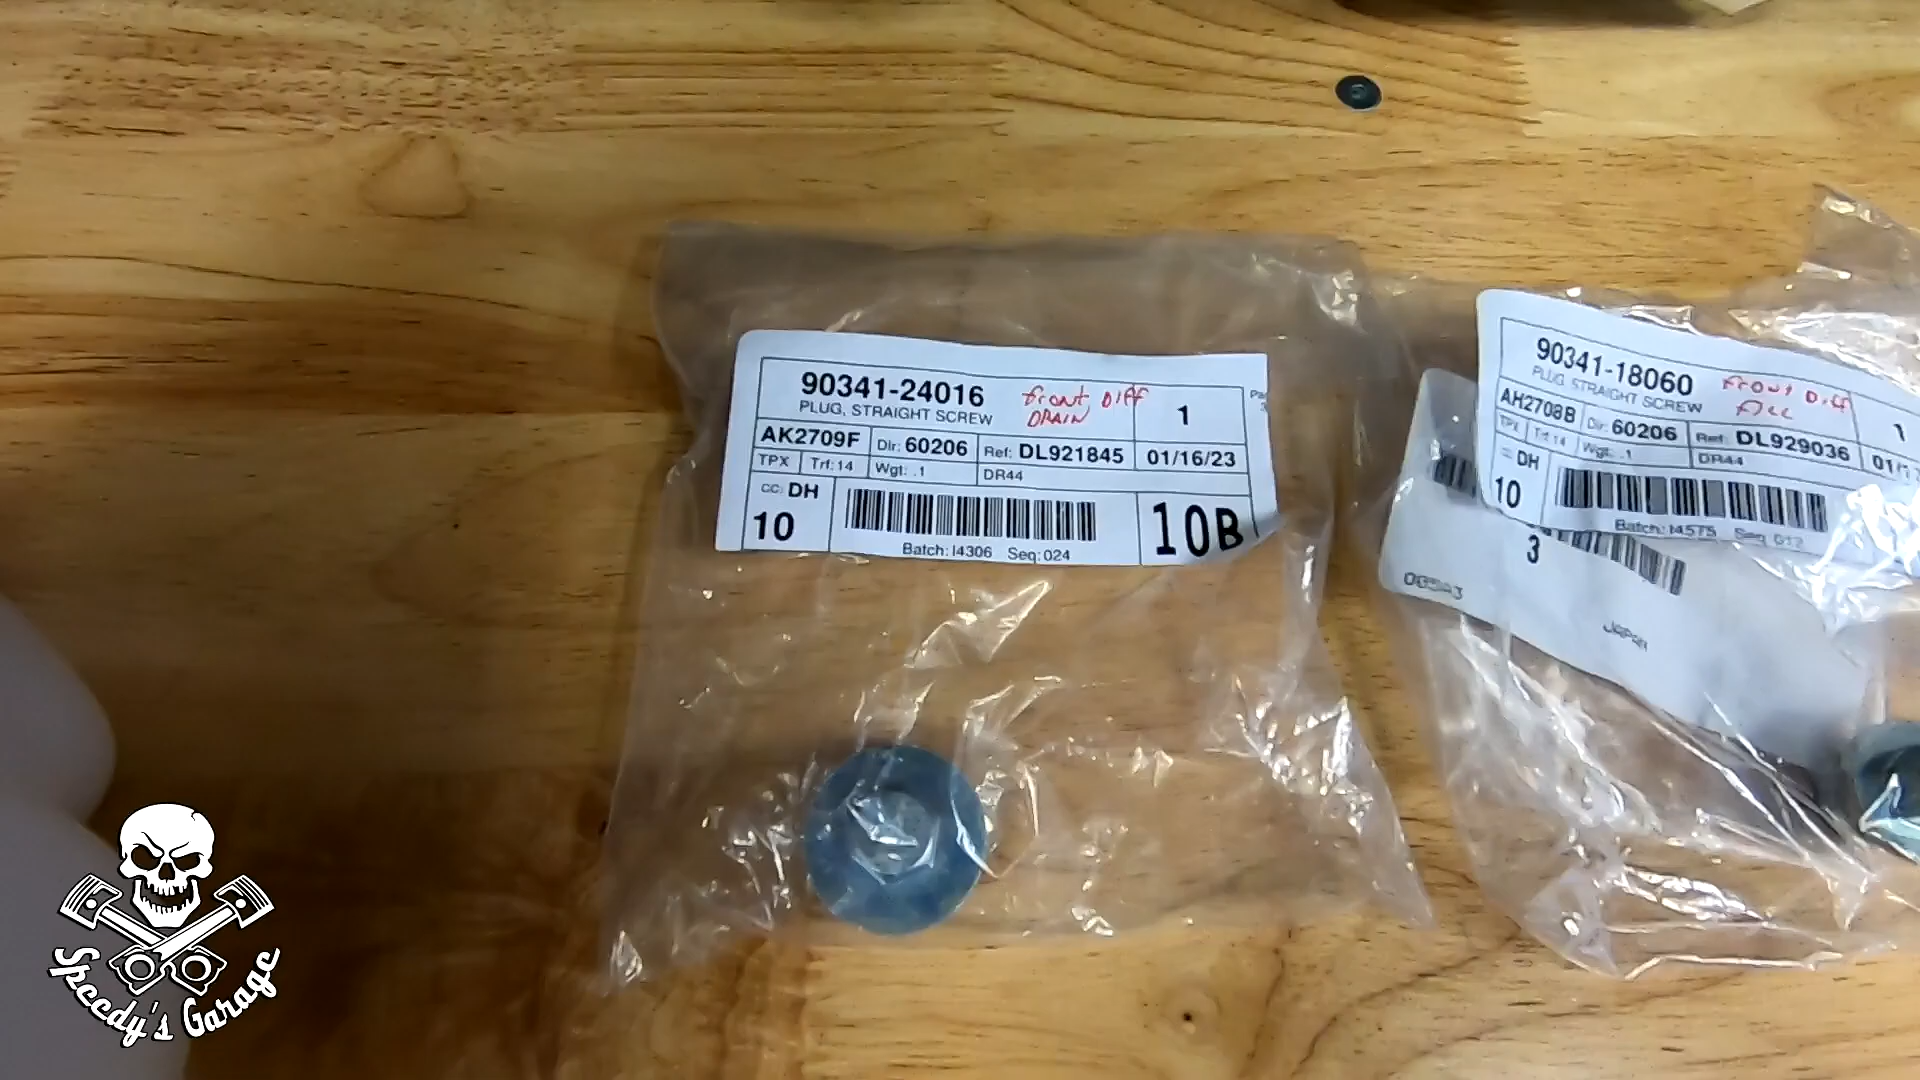 90341-24016
PLUG, STRAIGHT SCREW
front DIFF
DRAIN
1
AK2709F Dlr: 60206 Ref: DL921845 01/16/23
TPX Trf: 14 Wgt: .1 DR44
CC: DH
10
Batch: I4306 Seq: 024
10B
90341-18060
PLUG, STRAIGHT SCREW
Front Diff
1
AH2708B Dlr: 60206 Ref: DL929036
TPX Trf: 14 Wgt: .1 DR44
DH
10
Batch: I4575 Seq: 012
3
JAPAN
Speedy's Garage